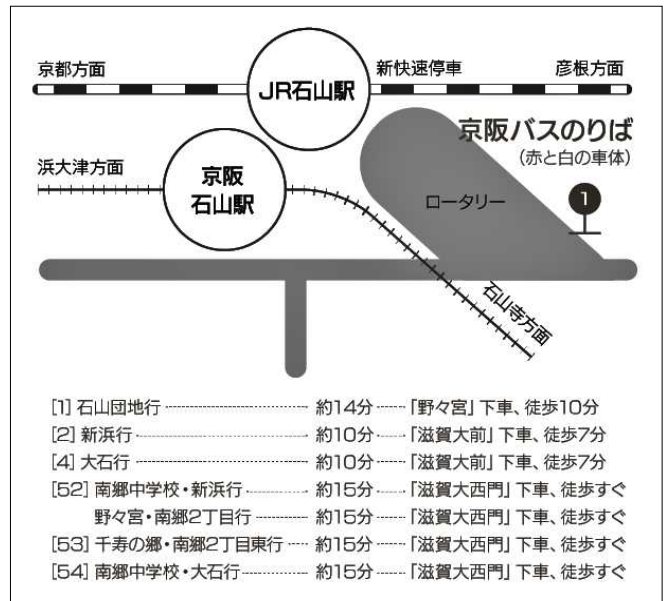 京都方面
JR石山駅
新快速停車
彦根方面
京阪バスのりば
(赤と白の車体)
浜大津方面
京阪
石山駅
ロータリー
1
石山寺方面
[1] 石山団地行 約14分 「野々宮」下車、徒歩10分
[2] 新浜行 約10分 「滋賀大前」下車、徒歩7分
[4] 大石行 約10分 「滋賀大前」下車、徒歩7分
[52] 南郷中学校・新浜行 約15分 「滋賀大西門」下車、徒歩すぐ
野々宮・南郷2丁目行 約15分 「滋賀大西門」下車、徒歩すぐ
[53] 千寿の郷・南郷2丁目東行 約15分 「滋賀大西門」下車、徒歩すぐ
[54] 南郷中学校・大石行 約15分 「滋賀大西門」下車、徒歩すぐ